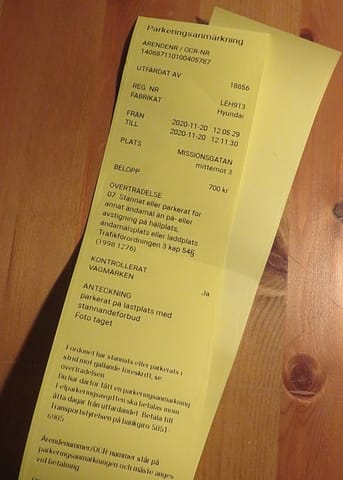 Parkeringsanmärkning
ÄRENDENR / OCR-NR
140687110100405787
UTFÄRDAT AV 18856
REG. NR LEH913
FABRIKAT Hyundai
FRÅN 2020-11-20 12:05:29
TILL 2020-11-20 12:11:30
PLATS MISSIONSGATAN
mittemot 3
BELOPP 700 kr
ÖVERTRÄDELSE
07 Stannat eller parkerat för
annat ändamål än på- eller
avstigning på hållplats,
ändamålsplats eller laddplats
Trafikförordningen 3 kap 54§
(1998:1276)
KONTROLLERAT Ja
VÄGMÄRKEN
ANTECKNING
parkerat på lastplats med
stannandeförbud
Foto taget
Fordonet har stannats eller parkerats i
strid mot gällande föreskrift, se
överträdelsen
Du har därför fått en parkeringsanmärkning
Felparkeringsavgiften ska betalas inom
åtta dagar från utfärdandet. Betala till
Transportstyrelsen på bankgiro 5051-
6905
Ärendenummer/OCR-nummer står på
parkeringsanmärkningen och måste anges
vid betalning